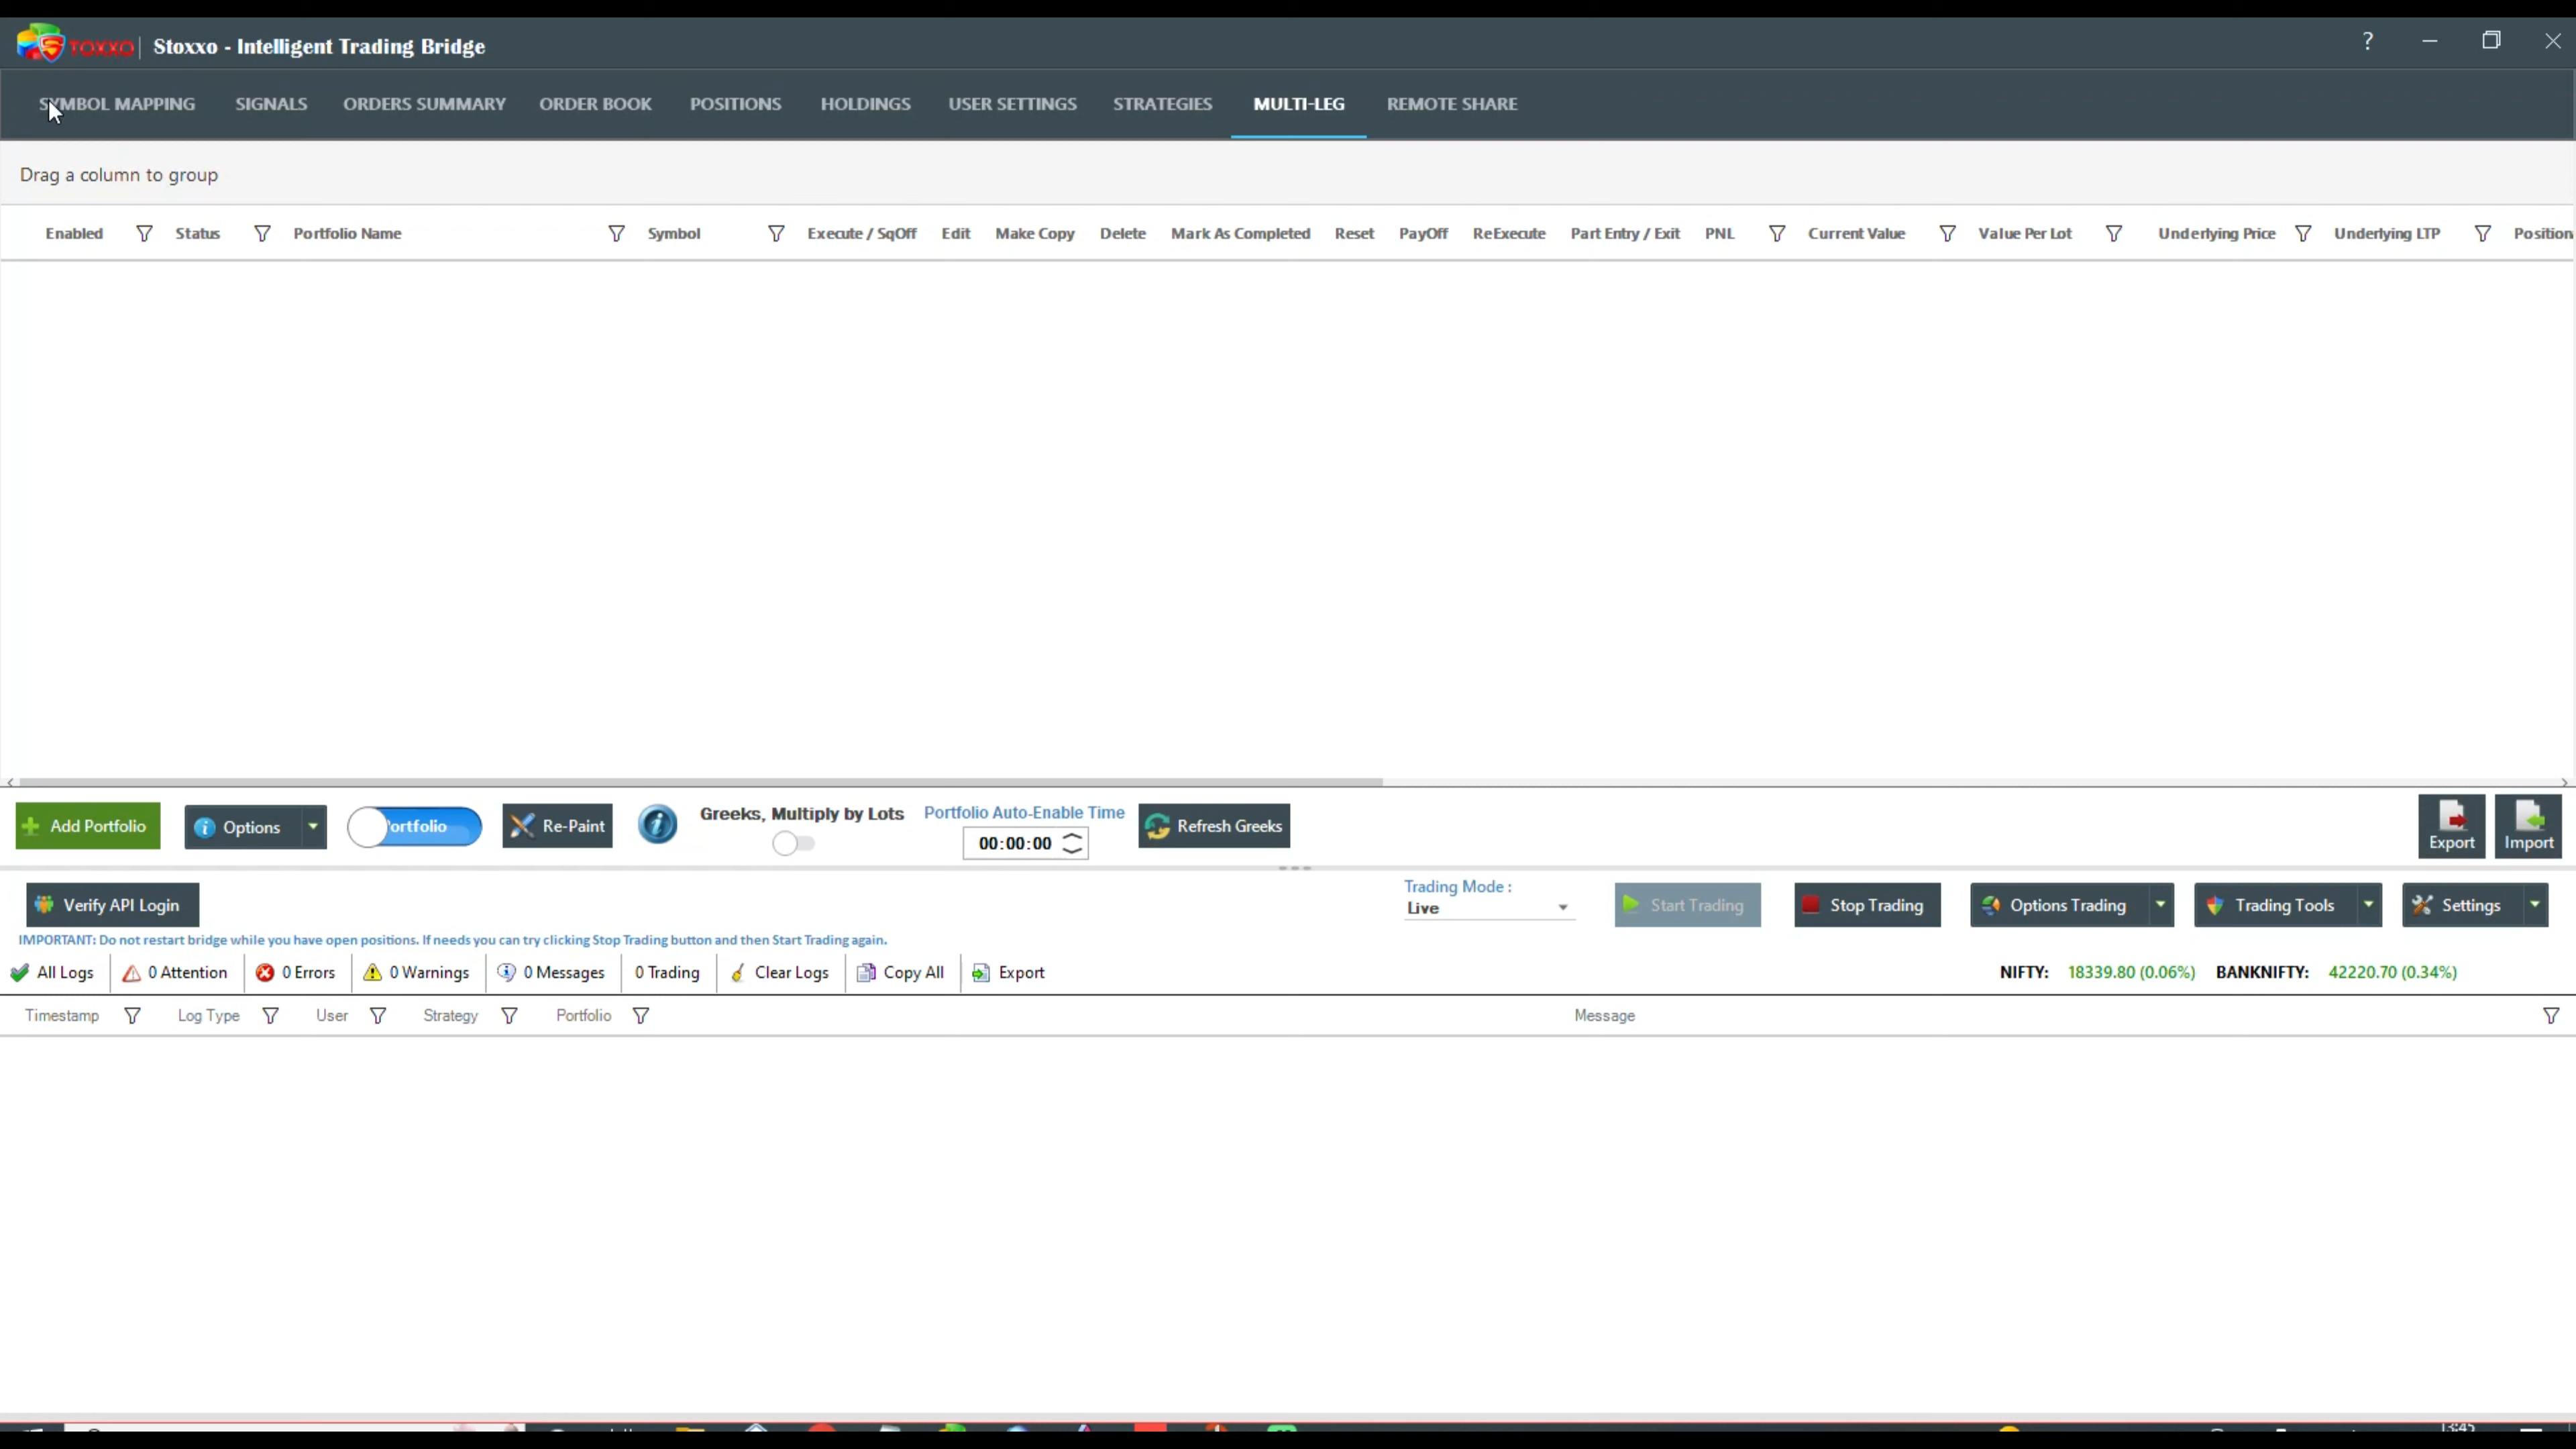 TOXXO | Stoxxo - Intelligent Trading Bridge ?
SYMBOL MAPPING SIGNALS ORDERS SUMMARY ORDER BOOK POSITIONS HOLDINGS USER SETTINGS STRATEGIES MULTI-LEG REMOTE SHARE
Drag a column to group
Enabled Status Portfolio Name Symbol Execute / SqOff Edit Make Copy Delete Mark As Completed Reset PayOff ReExecute Part Entry / Exit PNL Current Value Value Per Lot Underlying Price Underlying LTP Position
Add Portfolio Options ortfolio Re-Paint Greeks, Multiply by Lots Portfolio Auto-Enable Time Refresh Greeks
00:00:00 Export Import
Verify API Login Trading Mode : Start Trading Stop Trading Options Trading Trading Tools Settings
Live
IMPORTANT: Do not restart bridge while you have open positions. If needs you can try clicking Stop Trading button and then Start Trading again.
All Logs 0 Attention 0 Errors 0 Warnings 0 Messages 0 Trading Clear Logs Copy All Export NIFTY: 18339.80 (0.06%) BANKNIFTY: 42220.70 (0.34%)
Timestamp Log Type User Strategy Portfolio Message
13:45